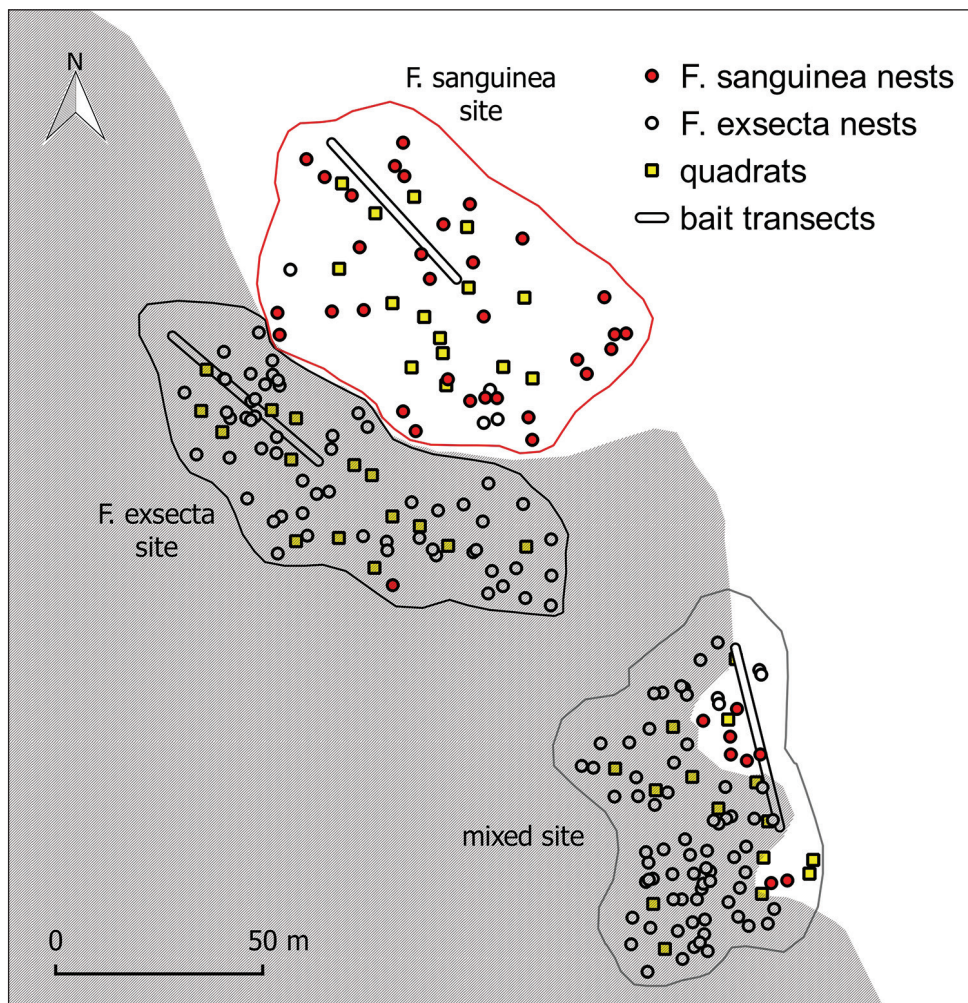 N
F. sanguinea
site
F. sanguinea nests
F. exsecta nests
quadrats
bait transects
F. exsecta
site
mixed site
0
50 m